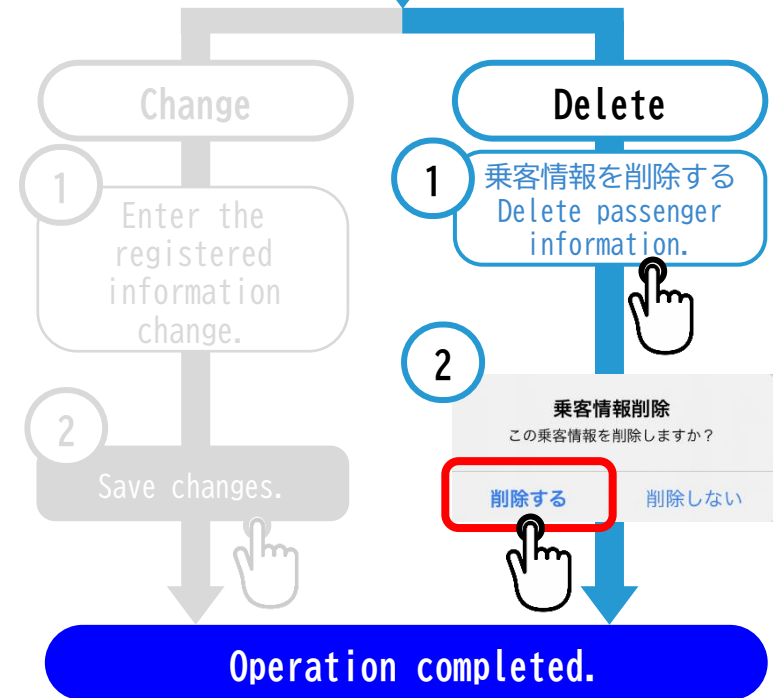 Change
1
Enter the
registered
information
change.
2
Save changes.
Delete
1
乗客情報を削除する
Delete passenger
information.
2
乗客情報削除
この乗客情報を削除しますか？
削除する
削除しない
Operation completed.